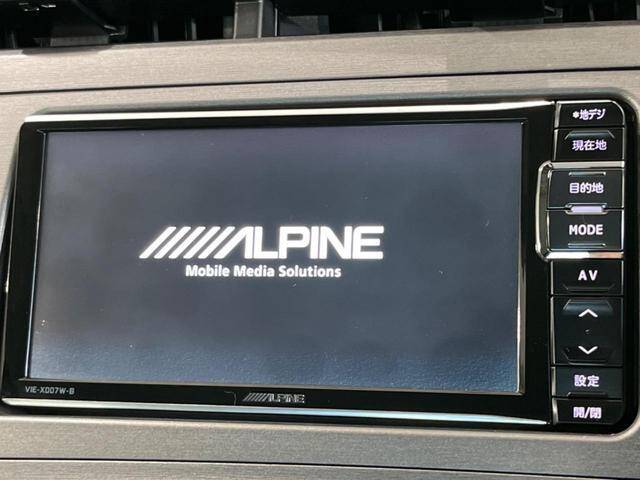 ALPINE
Mobile Media Solutions
VIE-X007W-B
ALPINE
*地デジ
現在地
目的地
MODE
AV
設定
開/閉